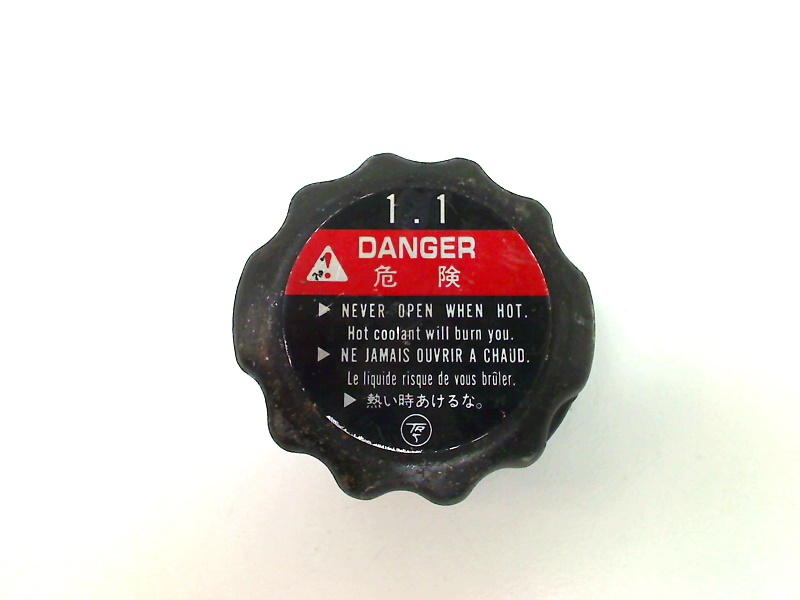 1.1
DANGER
危 険
NEVER OPEN WHEN HOT.
Hot coolant will burn you.
NE JAMAIS OUVRIR A CHAUD.
Le liquide risque de vous brûler.
熱い時あけるな。